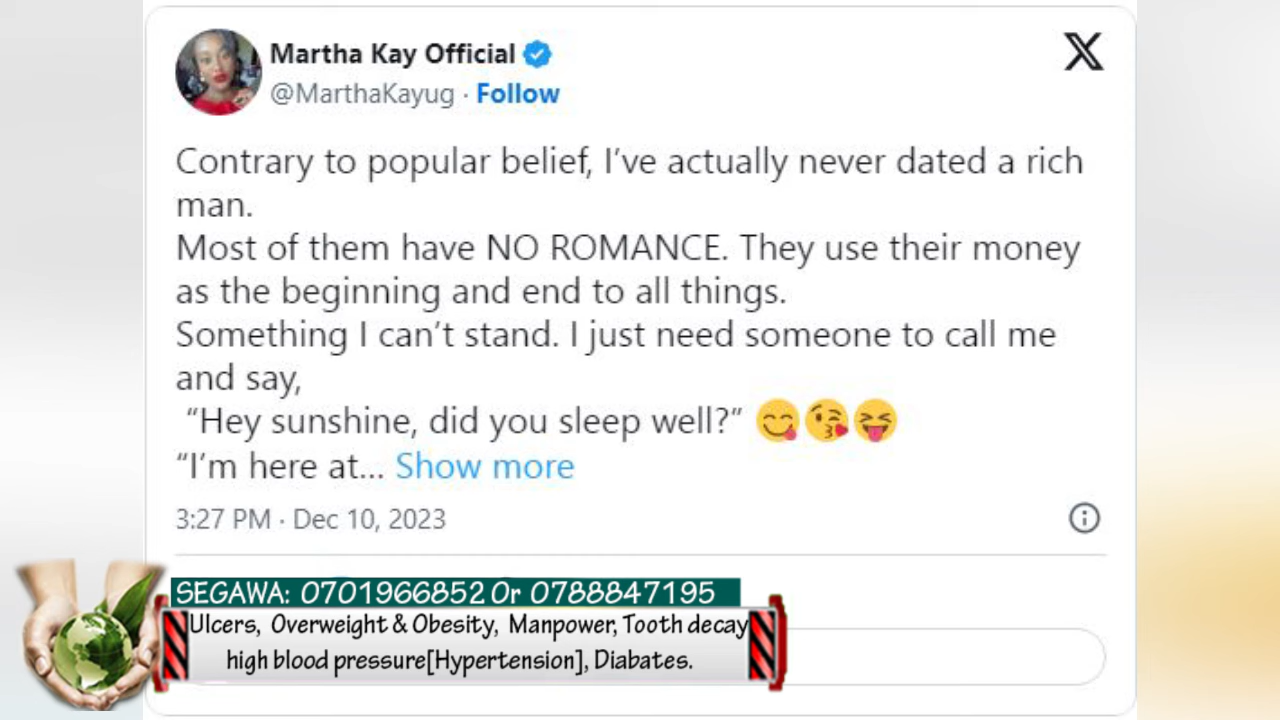 Martha Kay Official
@MarthaKayug · Follow
Contrary to popular belief, I’ve actually never dated a rich
man.
Most of them have NO ROMANCE. They use their money
as the beginning and end to all things.
Something I can’t stand. I just need someone to call me
and say,
“Hey sunshine, did you sleep well?” 😋😘😝
“I’m here at... Show more
3:27 PM · Dec 10, 2023
SEGAWA: 0701966852 Or 0788847195
Ulcers, Overweight & Obesity, Manpower, Tooth decay
high blood pressure[Hypertension], Diabates.